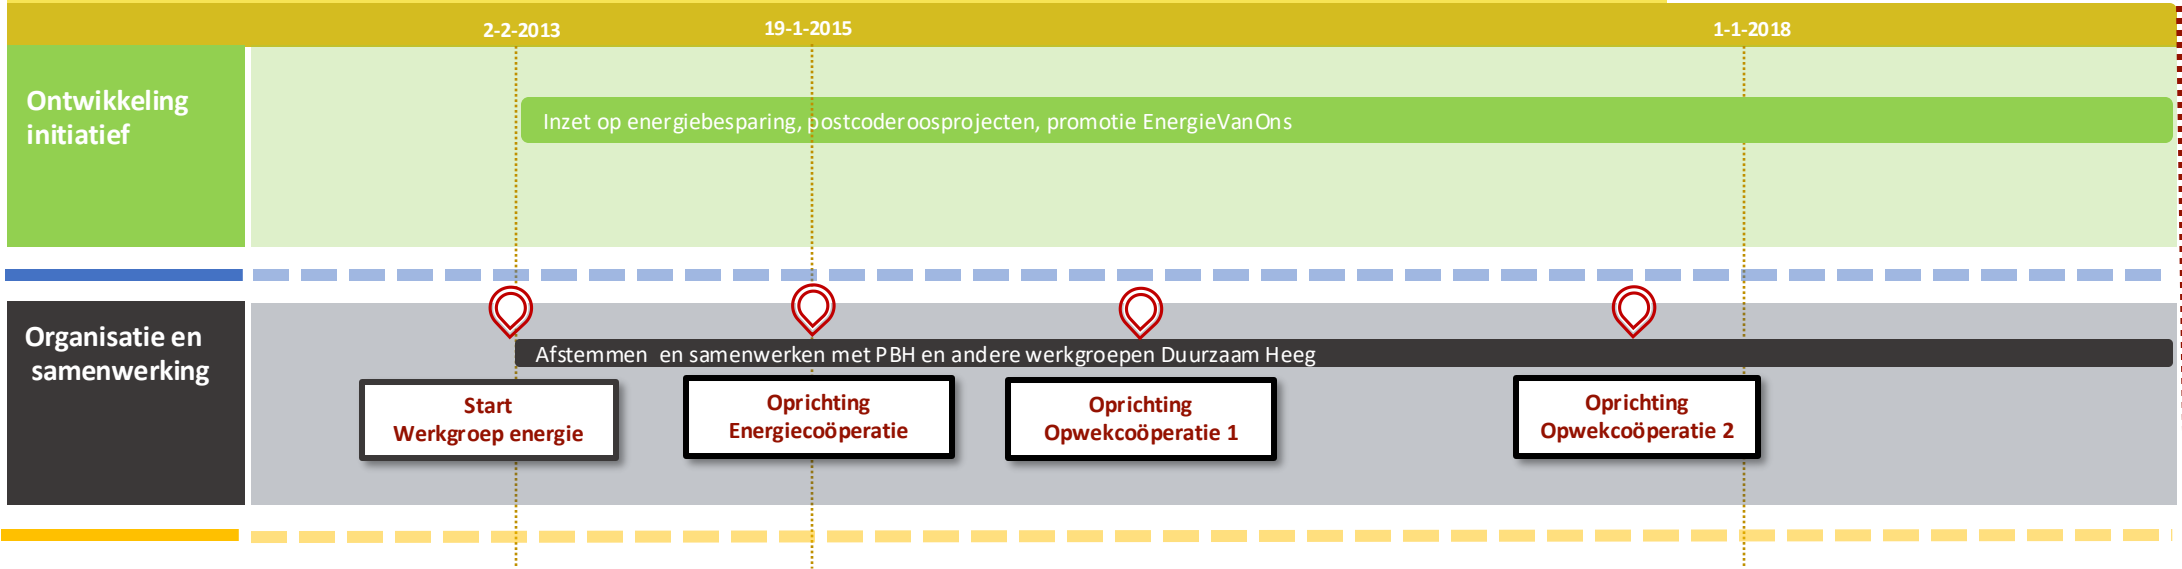 2-2-2013
19-1-2015
1-1-2018
Ontwikkeling
initiatief
Inzet op energiebesparing, postcoderoosprojecten, promotie EnergieVanOns
Organisatie en
samenwerking
Afstemmen en samenwerken met PBH en andere werkgroepen Duurzaam Heeg
Start
Werkgroep energie
Oprichting
Energiecoöperatie
Oprichting
Opwekcoöperatie 1
Oprichting
Opwekcoöperatie 2